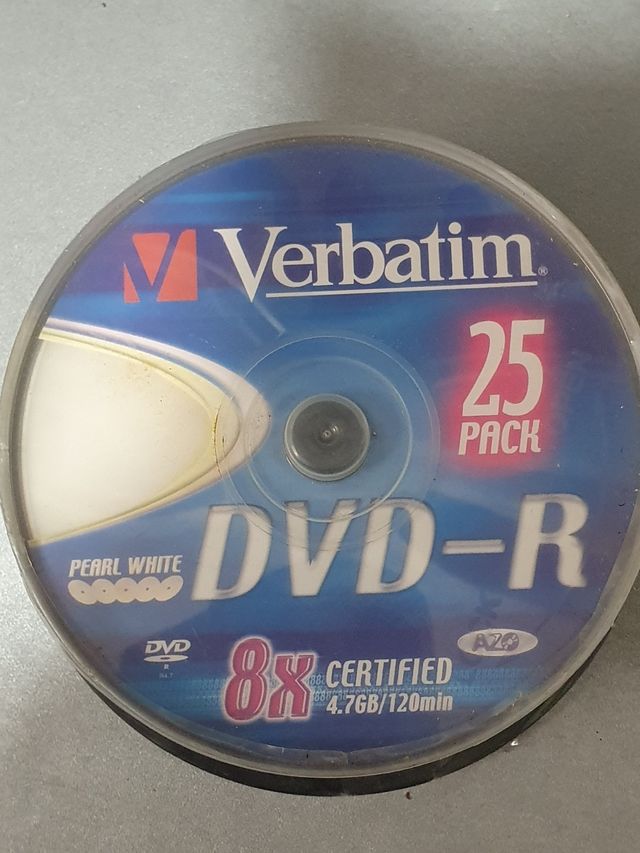 Verbatim®
25
PACK
DVD-R
PEARL WHITE
DVD
R
AZO
8x CERTIFIED
4.7GB/120min